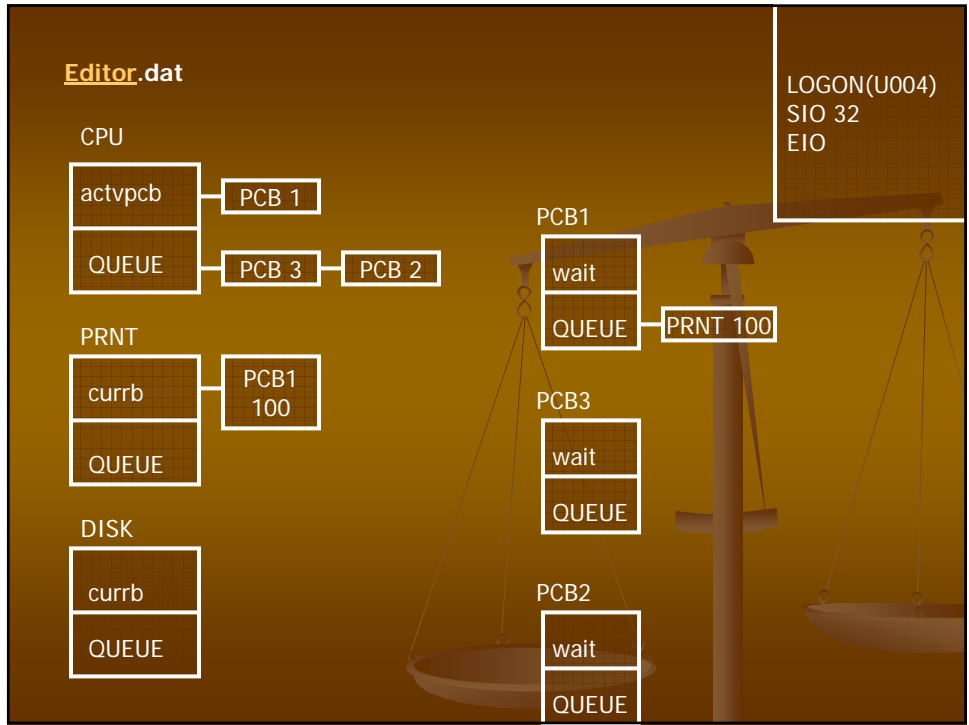 Editor.dat
LOGON(U004)
SIO 32
EIO
CPU
actvpcb
PCB 1
QUEUE
PCB 3
PCB 2
PRNT
currb
PCB1
100
QUEUE
DISK
currb
QUEUE
PCB1
wait
QUEUE
PRNT 100
PCB3
wait
QUEUE
PCB2
wait
QUEUE